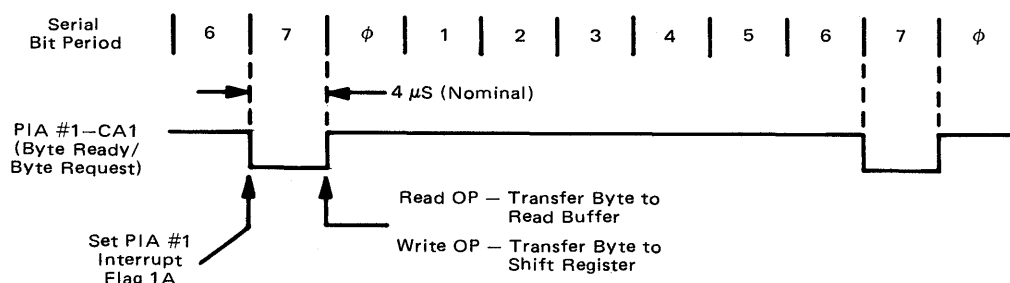 Serial
Bit Period
6 7 φ 1 2 3 4 5 6 7 φ
4 μS (Nominal)
PIA #1—CA1
(Byte Ready/
Byte Request)
Read OP — Transfer Byte to
Read Buffer
Write OP — Transfer Byte to
Shift Register
Set PIA #1
Interrupt
Flag 1A